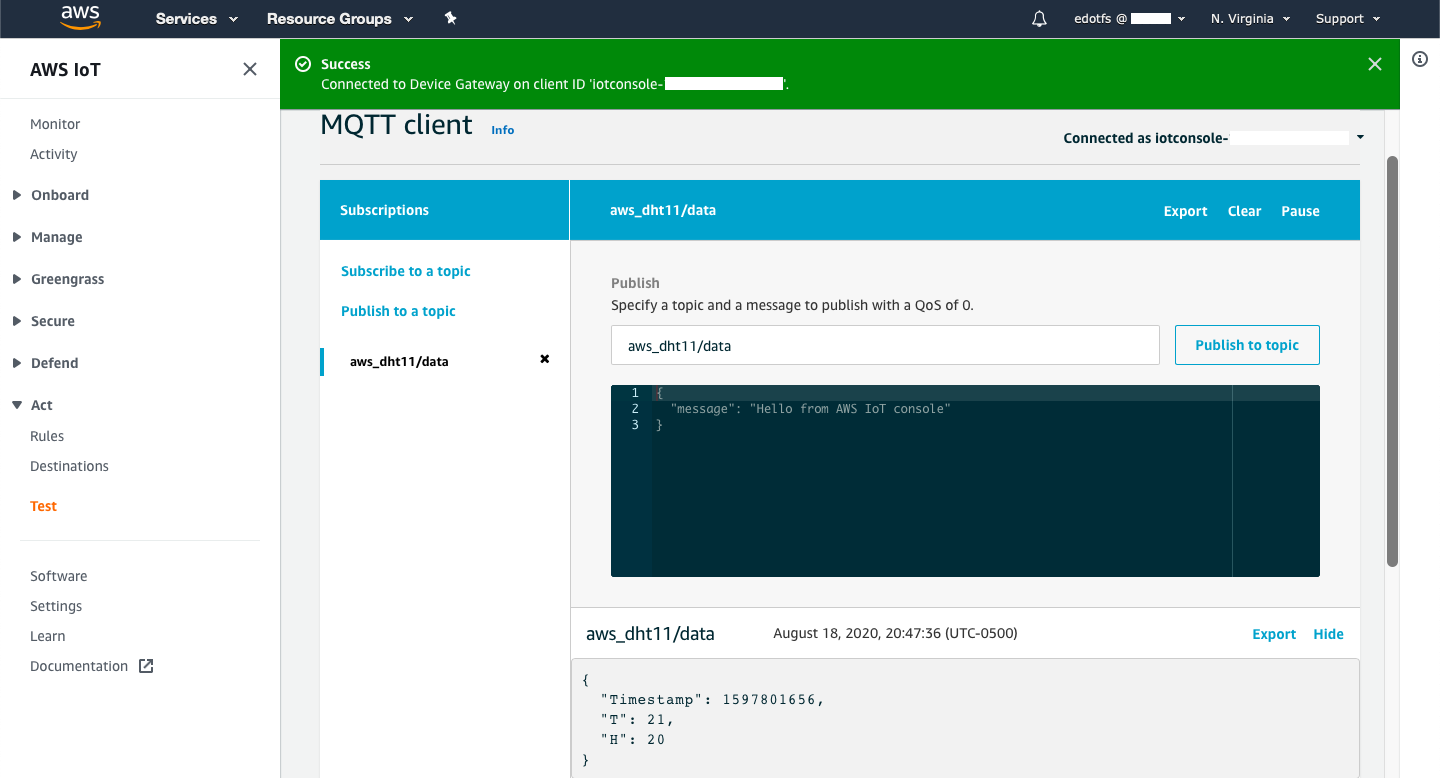 aws
Services
Resource Groups
edotfs @
N. Virginia
Support
AWS IoT
Success
Connected to Device Gateway on client ID 'iotconsole-
'.
Monitor
Activity
Onboard
Manage
Greengrass
Secure
Defend
Act
Rules
Destinations
Test
Software
Settings
Learn
Documentation
MQTT client
Info
Connected as iotconsole-
Subscriptions
aws_dht11/data
Export
Clear
Pause
Subscribe to a topic
Publish to a topic
aws_dht11/data
Publish
Specify a topic and a message to publish with a QoS of 0.
aws_dht11/data
Publish to topic
1 {
2 "message": "Hello from AWS IoT console"
3 }
aws_dht11/data
August 18, 2020, 20:47:36 (UTC-0500)
Export
Hide
{
"Timestamp": 1597801656,
"T": 21,
"H": 20
}